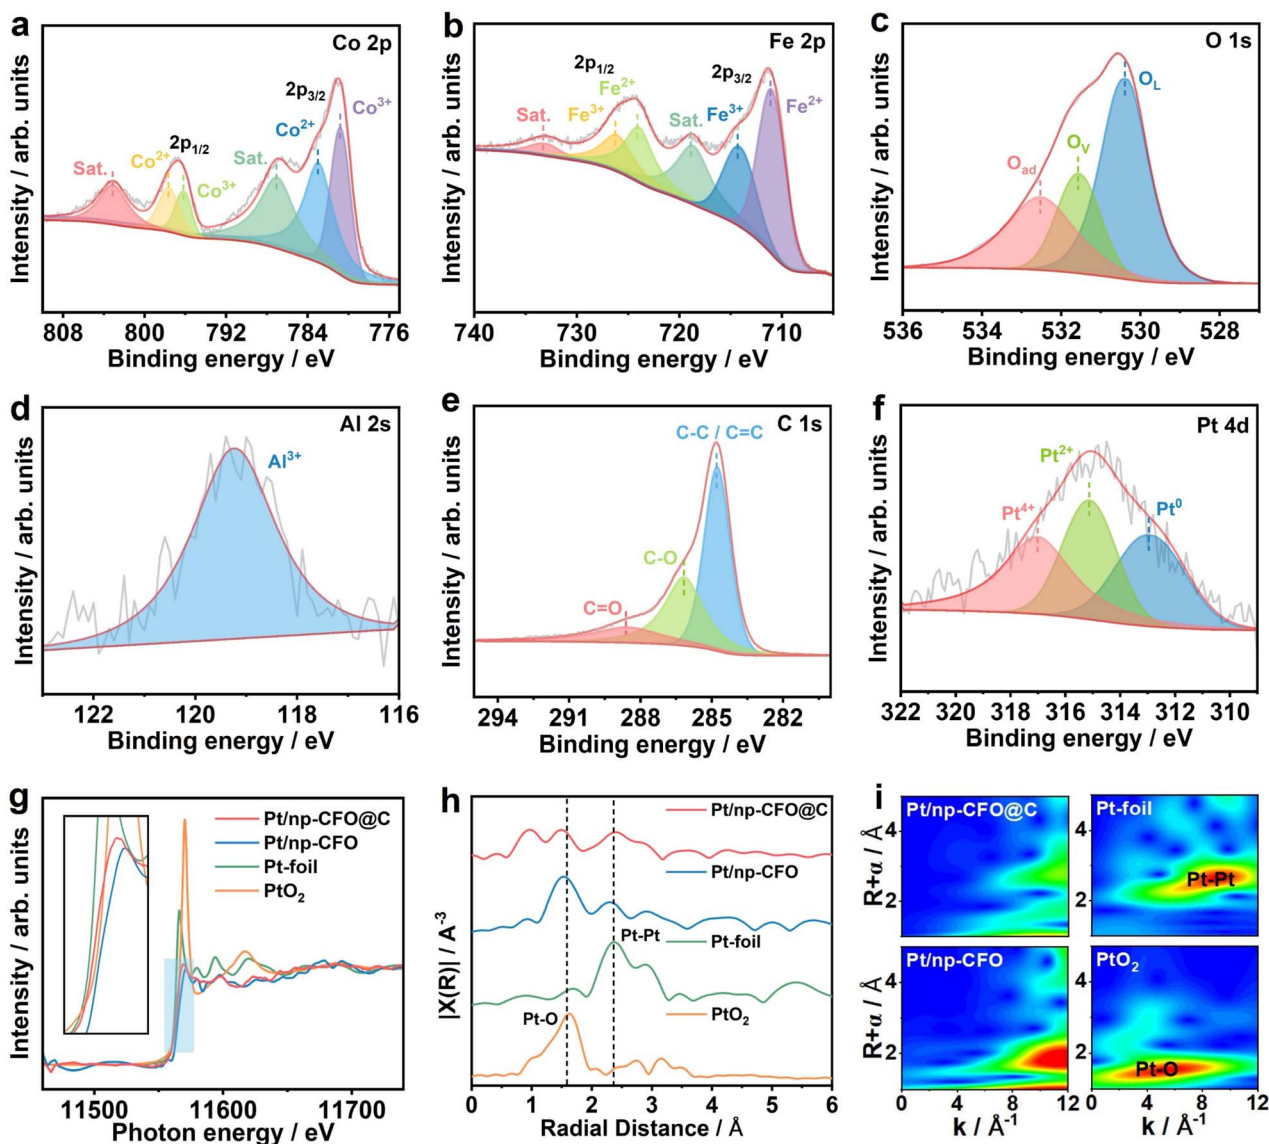 a
Co 2p
2p3/2
Co3+
Co2+
2p1/2
Co2+
Sat.
Sat.
Co3+
Intensity / arb. units
808 800 792 784 776
Binding energy / eV
b
Fe 2p
2p1/2
2p3/2
Fe2+
Fe3+
Sat.
Sat.
Fe3+
Fe2+
Intensity / arb. units
740 730 720 710
Binding energy / eV
c
O 1s
OL
OV
Oad
Intensity / arb. units
536 534 532 530 528
Binding energy / eV
d
Al 2s
Al3+
Intensity / arb. units
122 120 118 116
Binding energy / eV
e
C 1s
C-C / C=C
C-O
C=O
Intensity / arb. units
294 291 288 285 282
Binding energy / eV
f
Pt 4d
Pt2+
Pt4+
Pt0
Intensity / arb. units
322 320 318 316 314 312 310
Binding energy / eV
g
Pt/np-CFO@C
Pt/np-CFO
Pt-foil
PtO2
Intensity / arb. units
11500 11600 11700
Photon energy / eV
h
Pt/np-CFO@C
Pt/np-CFO
Pt-Pt
Pt-foil
Pt-O
PtO2
|X(R)| / A-3
0 1 2 3 4 5 6
Radial Distance / Å
i
Pt/np-CFO@C
Pt-foil
Pt-Pt
4
2
4
2
R+α / Å
Pt/np-CFO
PtO2
Pt-O
4
2
4
2
R+α / Å
0 4 8 12
0 4 8 12
k / Å-1
k / Å-1